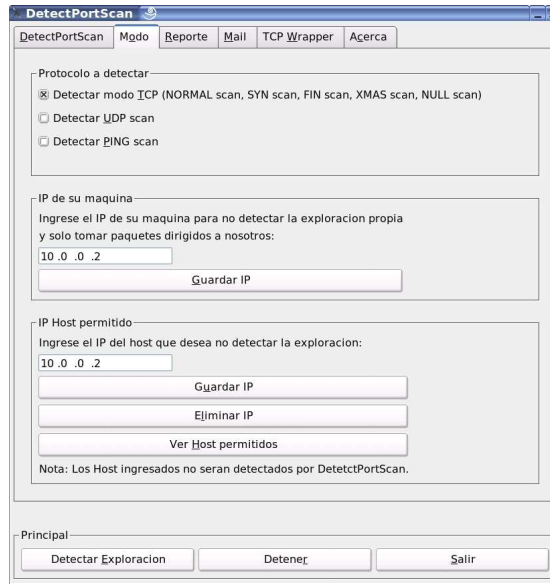 DetectPortScan
DetectPortScan Modo Reporte Mail TCP Wrapper Acerca
Protocolo a detectar
Detectar modo TCP (NORMAL scan, SYN scan, FIN scan, XMAS scan, NULL scan)
Detectar UDP scan
Detectar PING scan
IP de su maquina
Ingrese el IP de su maquina para no detectar la exploracion propia
y solo tomar paquetes dirigidos a nosotros:
10 .0 .0 .2
Guardar IP
IP Host permitido
Ingrese el IP del host que desea no detectar la exploracion:
10 .0 .0 .2
Guardar IP
Eliminar IP
Ver Host permitidos
Nota: Los Host ingresados no seran detectados por DetetctPortScan.
Principal
Detectar Exploracion Detener Salir